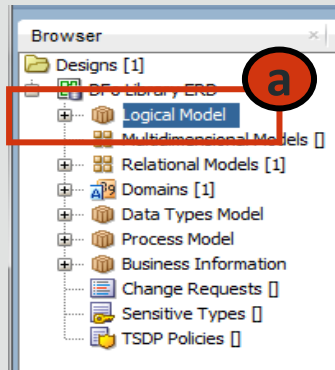 Browser
Designs [1]
DFo Library ERD
a
Logical Model
Multidimensional Models []
Relational Models [1]
Domains [1]
Data Types Model
Process Model
Business Information
Change Requests []
Sensitive Types []
TSDP Policies []